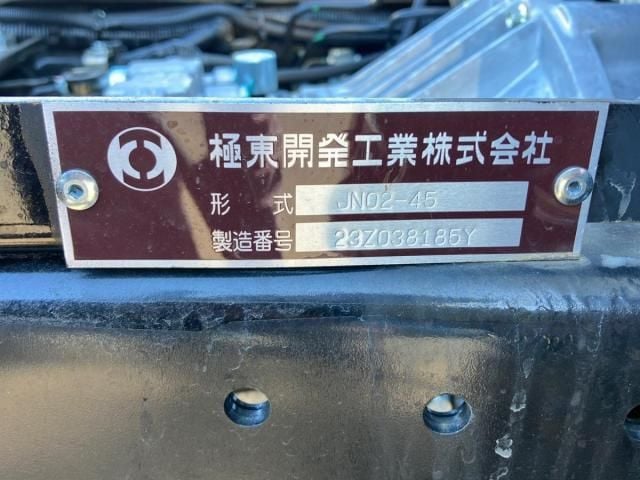 極東開発工業株式会社
形 式 JN02-45
製造番号 23Z038185Y